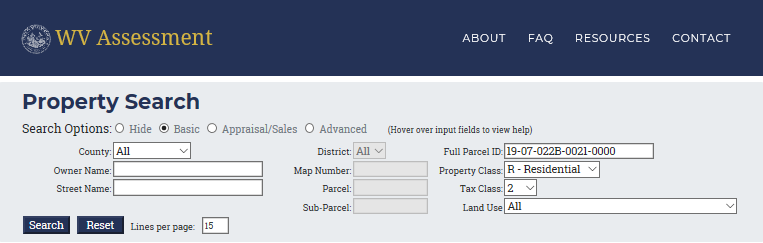 WV Assessment
ABOUT FAQ RESOURCES CONTACT
Property Search
Search Options: Hide Basic Appraisal/Sales Advanced (Hover over input fields to view help)
County: All District: All Full Parcel ID: 19-07-022B-0021-0000
Owner Name: Map Number: Property Class: R - Residential
Street Name: Parcel: Tax Class: 2
Sub-Parcel: Land Use All
Search Reset Lines per page: 15